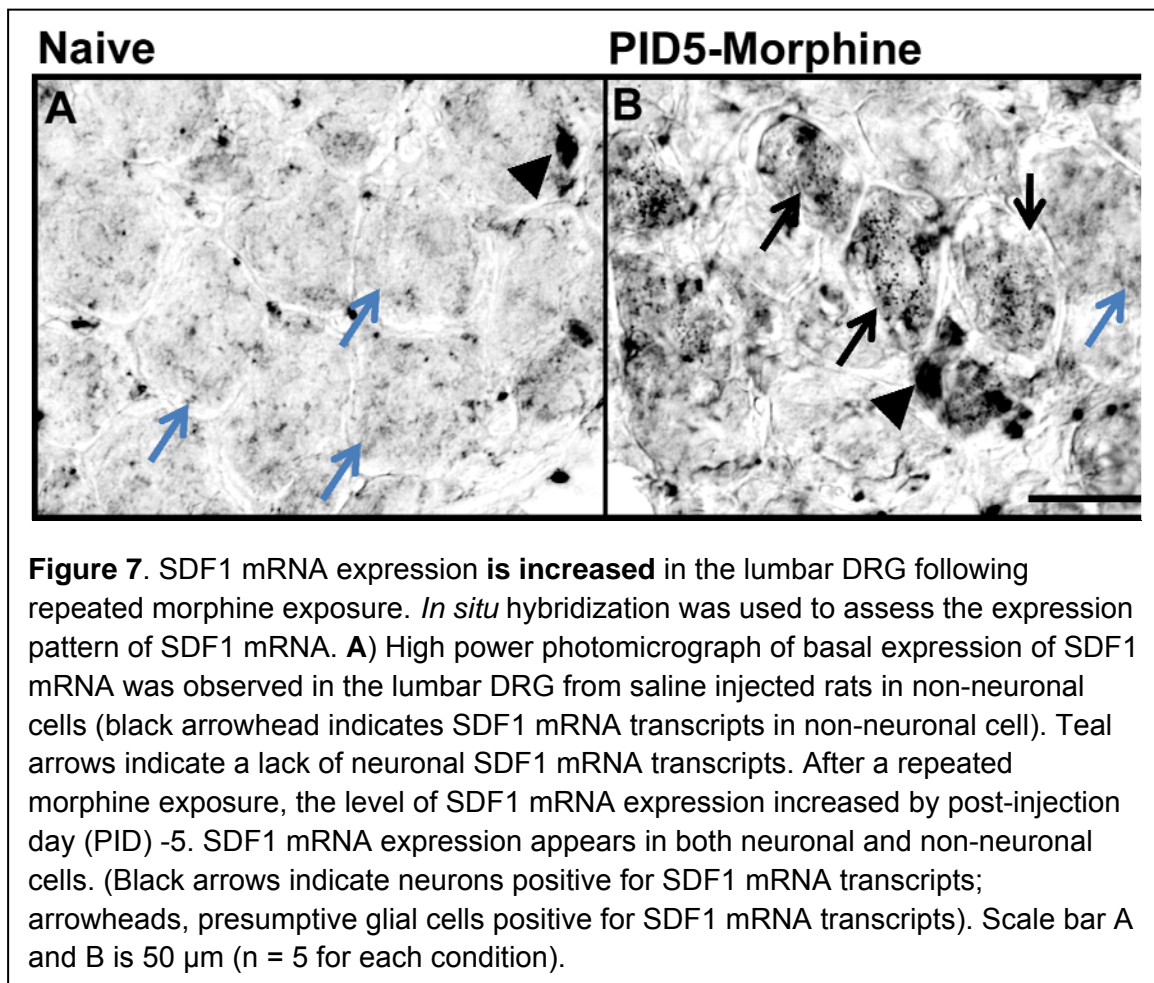 Naive PID5-Morphine
A B
Figure 7. SDF1 mRNA expression is increased in the lumbar DRG following
repeated morphine exposure. In situ hybridization was used to assess the expression
pattern of SDF1 mRNA. A) High power photomicrograph of basal expression of SDF1
mRNA was observed in the lumbar DRG from saline injected rats in non-neuronal
cells (black arrowhead indicates SDF1 mRNA transcripts in non-neuronal cell). Teal
arrows indicate a lack of neuronal SDF1 mRNA transcripts. After a repeated
morphine exposure, the level of SDF1 mRNA expression increased by post-injection
day (PID) -5. SDF1 mRNA expression appears in both neuronal and non-neuronal
cells. (Black arrows indicate neurons positive for SDF1 mRNA transcripts;
arrowheads, presumptive glial cells positive for SDF1 mRNA transcripts). Scale bar A
and B is 50 µm (n = 5 for each condition).